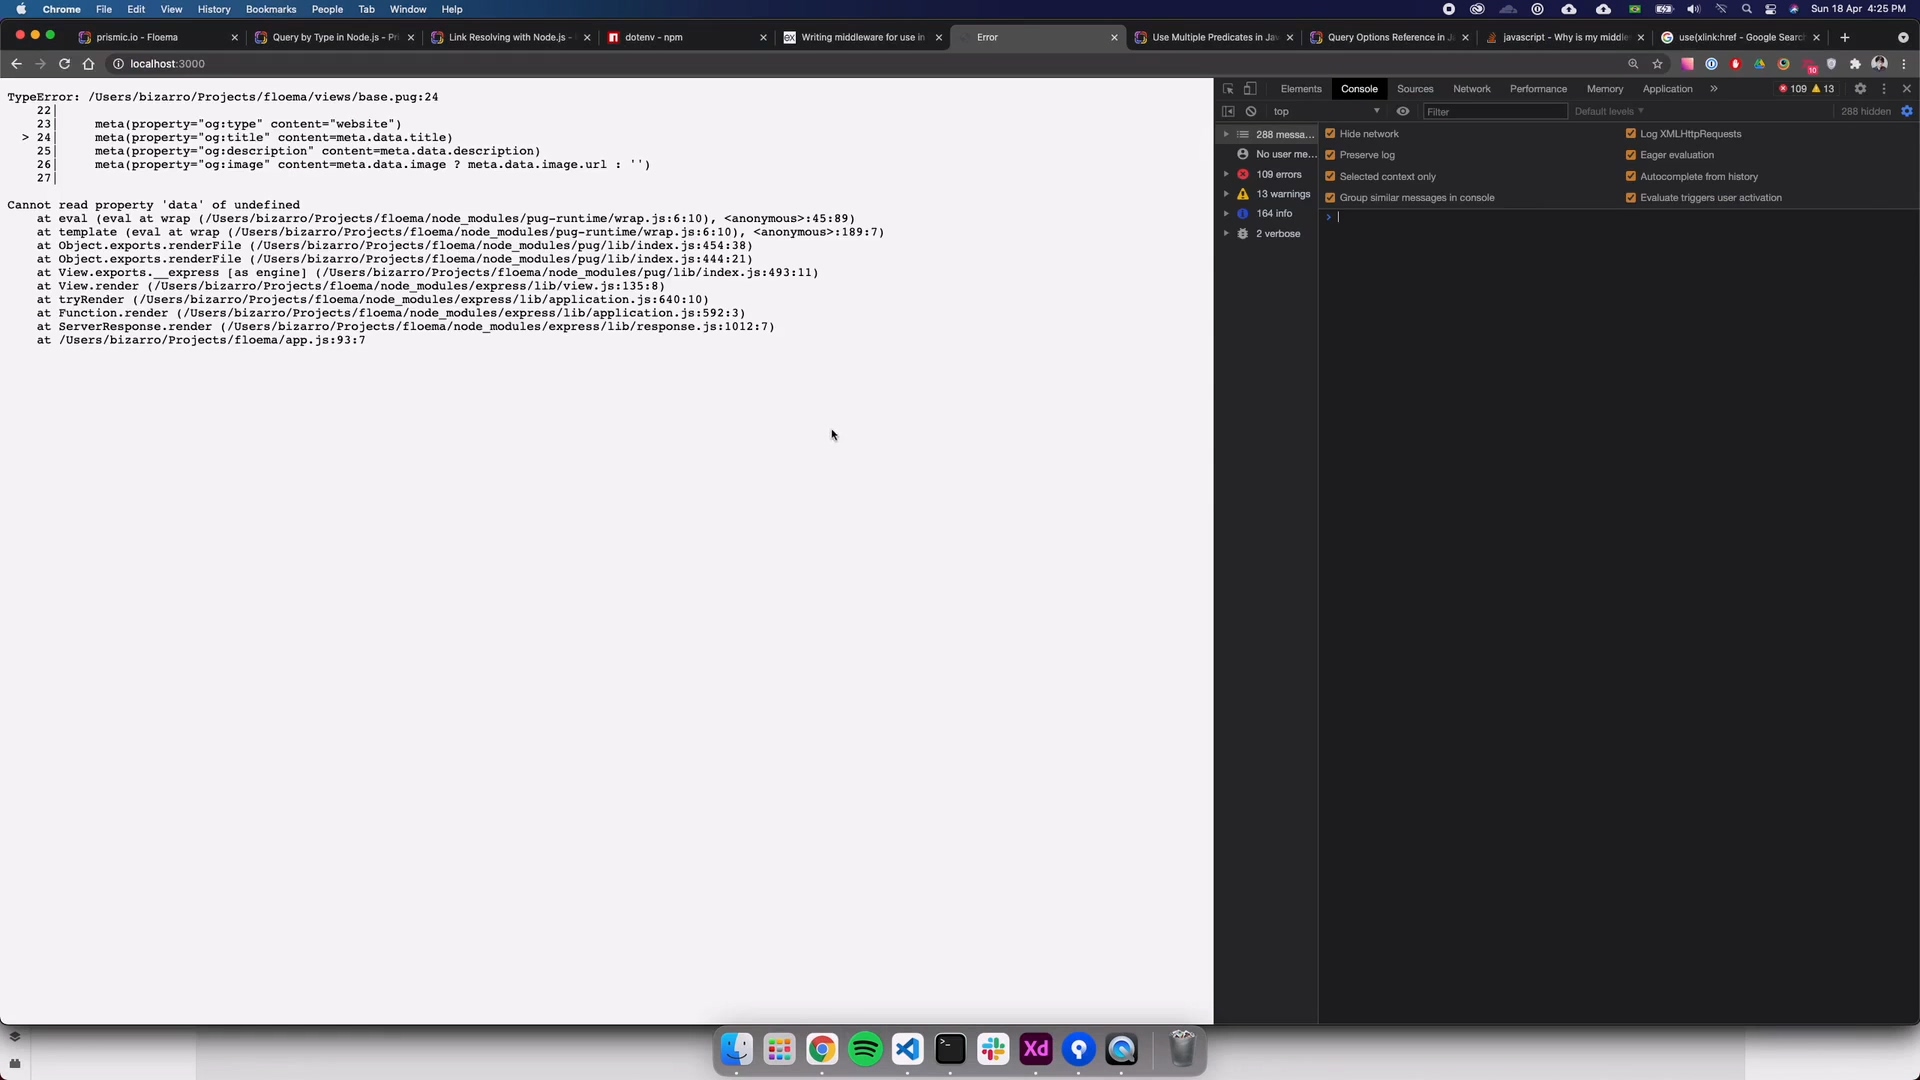 Chrome File Edit View History Bookmarks People Tab Window Help
Sun 18 Apr 4:25 PM
prismic.io - Floema
Query by Type in Node.js - Pr
Link Resolving with Node.js -
dotenv - npm
Writing middleware for use in
Error
Use Multiple Predicates in Jav
Query Options Reference in J
javascript - Why is my middle
use(xlink:href - Google Search
localhost:3000
10
TypeError: /Users/bizarro/Projects/floema/views/base.pug:24
22|
23| meta(property="og:type" content="website")
> 24| meta(property="og:title" content=meta.data.title)
25| meta(property="og:description" content=meta.data.description)
26| meta(property="og:image" content=meta.data.image ? meta.data.image.url : '')
27|
Cannot read property 'data' of undefined
at eval (eval at wrap (/Users/bizarro/Projects/floema/node_modules/pug-runtime/wrap.js:6:10), <anonymous>:45:89)
at template (eval at wrap (/Users/bizarro/Projects/floema/node_modules/pug-runtime/wrap.js:6:10), <anonymous>:189:7)
at Object.exports.renderFile (/Users/bizarro/Projects/floema/node_modules/pug/lib/index.js:454:38)
at Object.exports.renderFile (/Users/bizarro/Projects/floema/node_modules/pug/lib/index.js:444:21)
at View.exports.__express [as engine] (/Users/bizarro/Projects/floema/node_modules/pug/lib/index.js:493:11)
at View.render (/Users/bizarro/Projects/floema/node_modules/express/lib/view.js:135:8)
at tryRender (/Users/bizarro/Projects/floema/node_modules/express/lib/application.js:640:10)
at Function.render (/Users/bizarro/Projects/floema/node_modules/express/lib/application.js:592:3)
at ServerResponse.render (/Users/bizarro/Projects/floema/node_modules/express/lib/response.js:1012:7)
at /Users/bizarro/Projects/floema/app.js:93:7
Elements Console Sources Network Performance Memory Application » 109 13
top Filter Default levels 288 hidden
288 messa...
No user me...
109 errors
13 warnings
164 info
2 verbose
Hide network
Log XMLHttpRequests
Preserve log
Eager evaluation
Selected context only
Autocomplete from history
Group similar messages in console
Evaluate triggers user activation
>
Xd